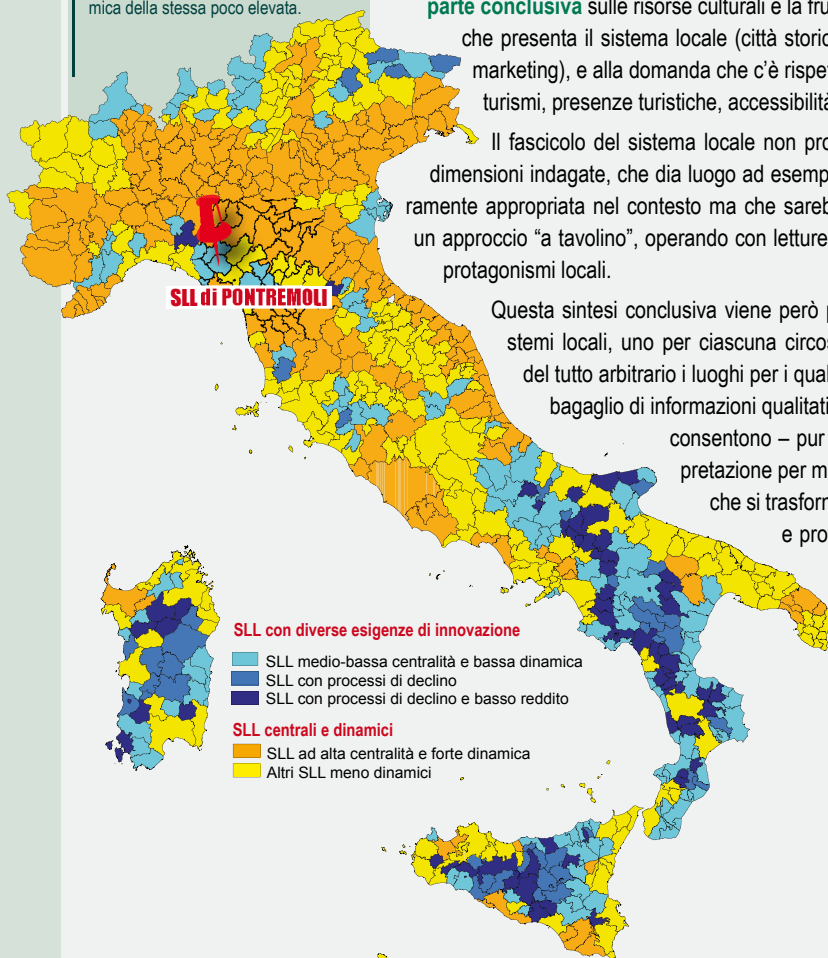 mica della stessa poco elevata.
parte conclusiva sulle risorse culturali e la fru
che presenta il sistema locale (città storic
marketing), e alla domanda che c'è rispe
turismi, presenze turistiche, accessibilità
Il fascicolo del sistema locale non pro
dimensioni indagate, che dia luogo ad esemp
ramente appropriata nel contesto ma che sareb
un approccio “a tavolino”, operando con letture
protagonismi locali.
Questa sintesi conclusiva viene però p
stemi locali, uno per ciascuna circos
del tutto arbitrario i luoghi per i qual
bagaglio di informazioni qualitati
consentono – pur
pretazione per m
che si trasforn
e pro
SLL di PONTREMOLI
SLL con diverse esigenze di innovazione
SLL medio-bassa centralità e bassa dinamica
SLL con processi di declino
SLL con processi di declino e basso reddito
SLL centrali e dinamici
SLL ad alta centralità e forte dinamica
Altri SLL meno dinamici